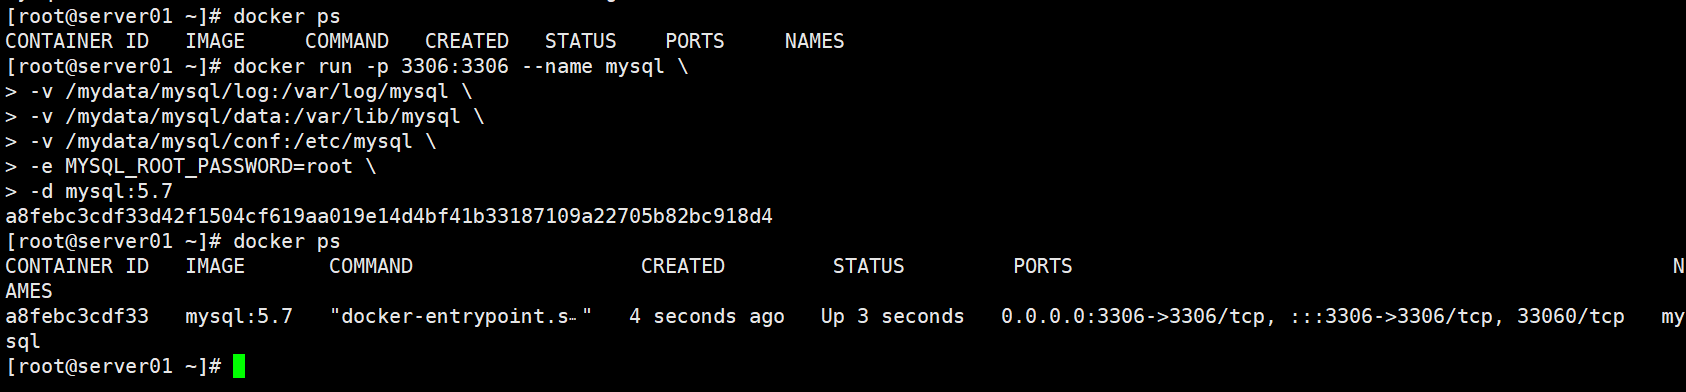 [root@server01 ~]# docker ps
CONTAINER ID   IMAGE     COMMAND   CREATED   STATUS    PORTS     NAMES
[root@server01 ~]# docker run -p 3306:3306 --name mysql \
> -v /mydata/mysql/log:/var/log/mysql \
> -v /mydata/mysql/data:/var/lib/mysql \
> -v /mydata/mysql/conf:/etc/mysql \
> -e MYSQL_ROOT_PASSWORD=root \
> -d mysql:5.7
a8febc3cdf33d42f1504cf619aa019e14d4bf41b33187109a22705b82bc918d4
[root@server01 ~]# docker ps
CONTAINER ID   IMAGE       COMMAND                   CREATED         STATUS         PORTS                                                  N
AMES
a8febc3cdf33   mysql:5.7   "docker-entrypoint.s…"   4 seconds ago   Up 3 seconds   0.0.0.0:3306->3306/tcp, :::3306->3306/tcp, 33060/tcp   my
sql
[root@server01 ~]#